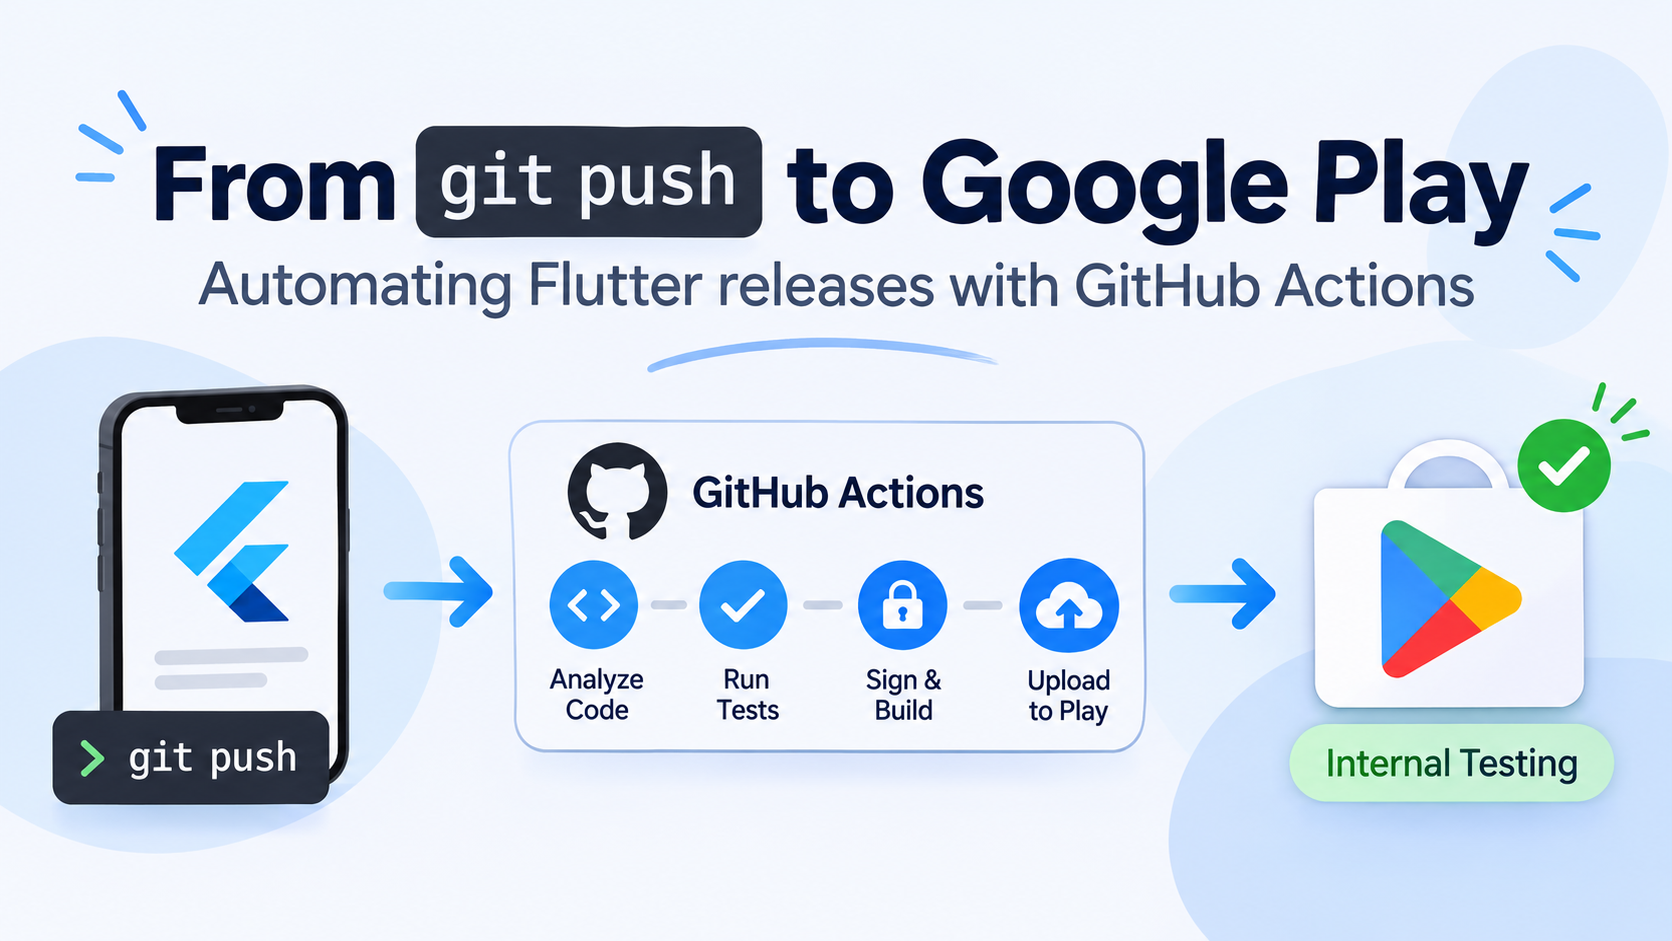 From git push to Google Play
Automating Flutter releases with GitHub Actions
GitHub Actions
Analyze
Code
Run
Tests
Sign &
Build
Upload
to Play
> git push
Internal Testing